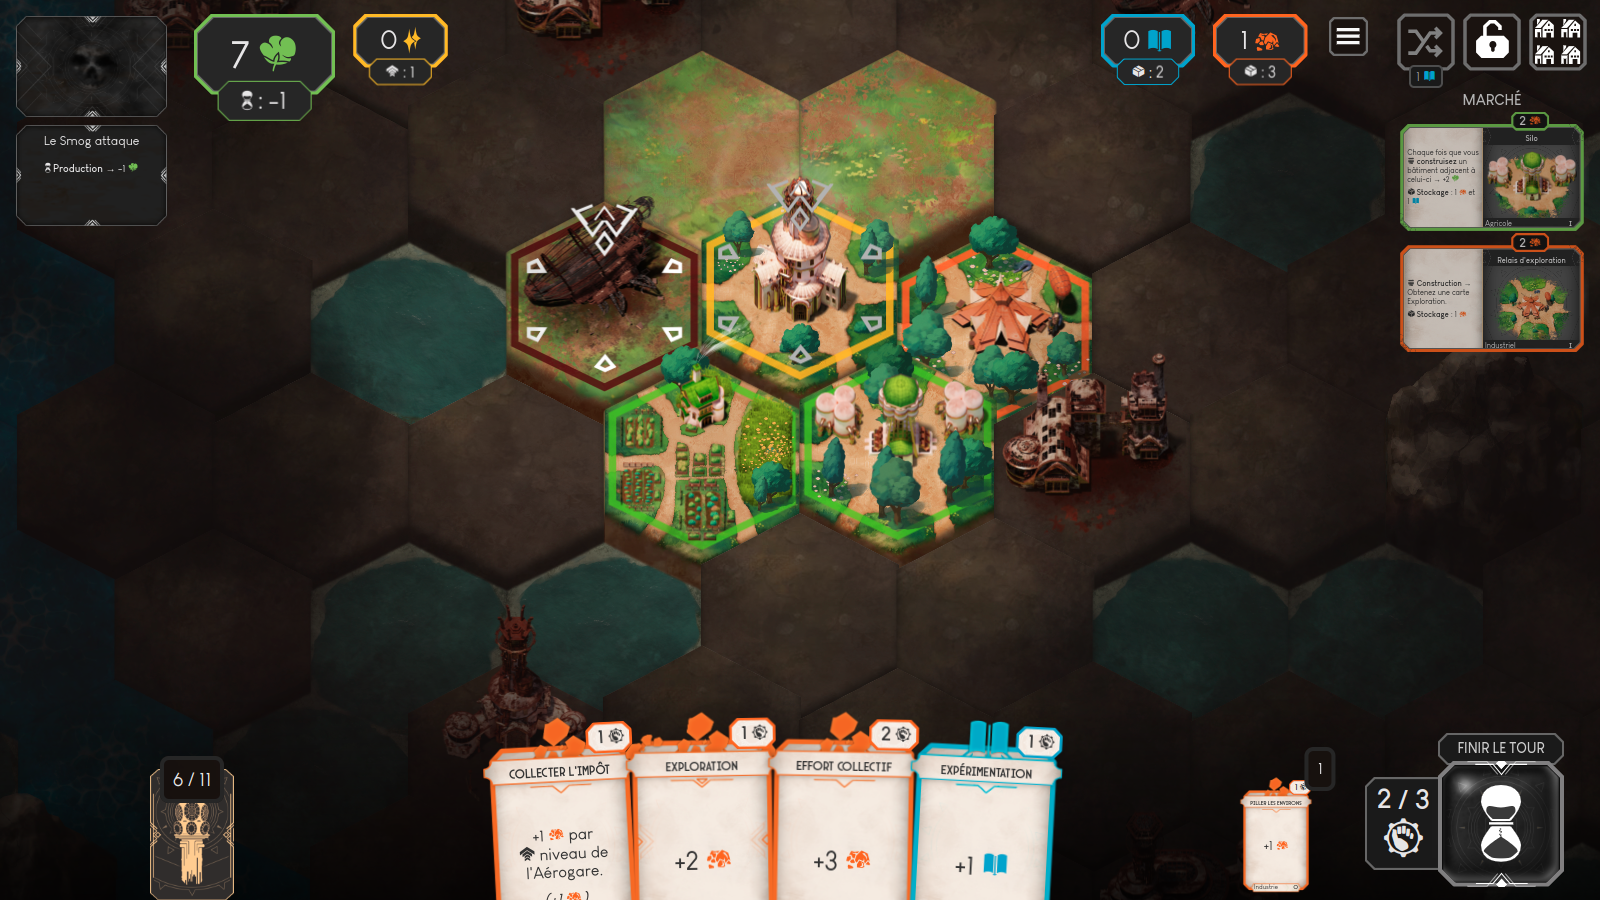 7
: -1
0
: 1
0
: 2
1
: 3
1
Le Smog attaque
Production → -1
MARCHÉ
2
Silo
Chaque fois que vous
construisez un
bâtiment adjacent à
celui-ci → +2
Stockage : 1 et
1
Agricole
I
2
Relais d'exploration
Construction →
Obtenez une carte
Exploration.
Stockage : 1
Industriel
I
6 / 11
1
COLLECTER L'IMPÔT
+1 par
niveau de
l'Aérogare.
(+1)
1
EXPLORATION
+2
2
EFFORT COLLECTIF
+3
1
EXPÉRIMENTATION
+1
1
1
PILLER LES ENVIRONS
+1
Industrie
0
FINIR LE TOUR
2 / 3